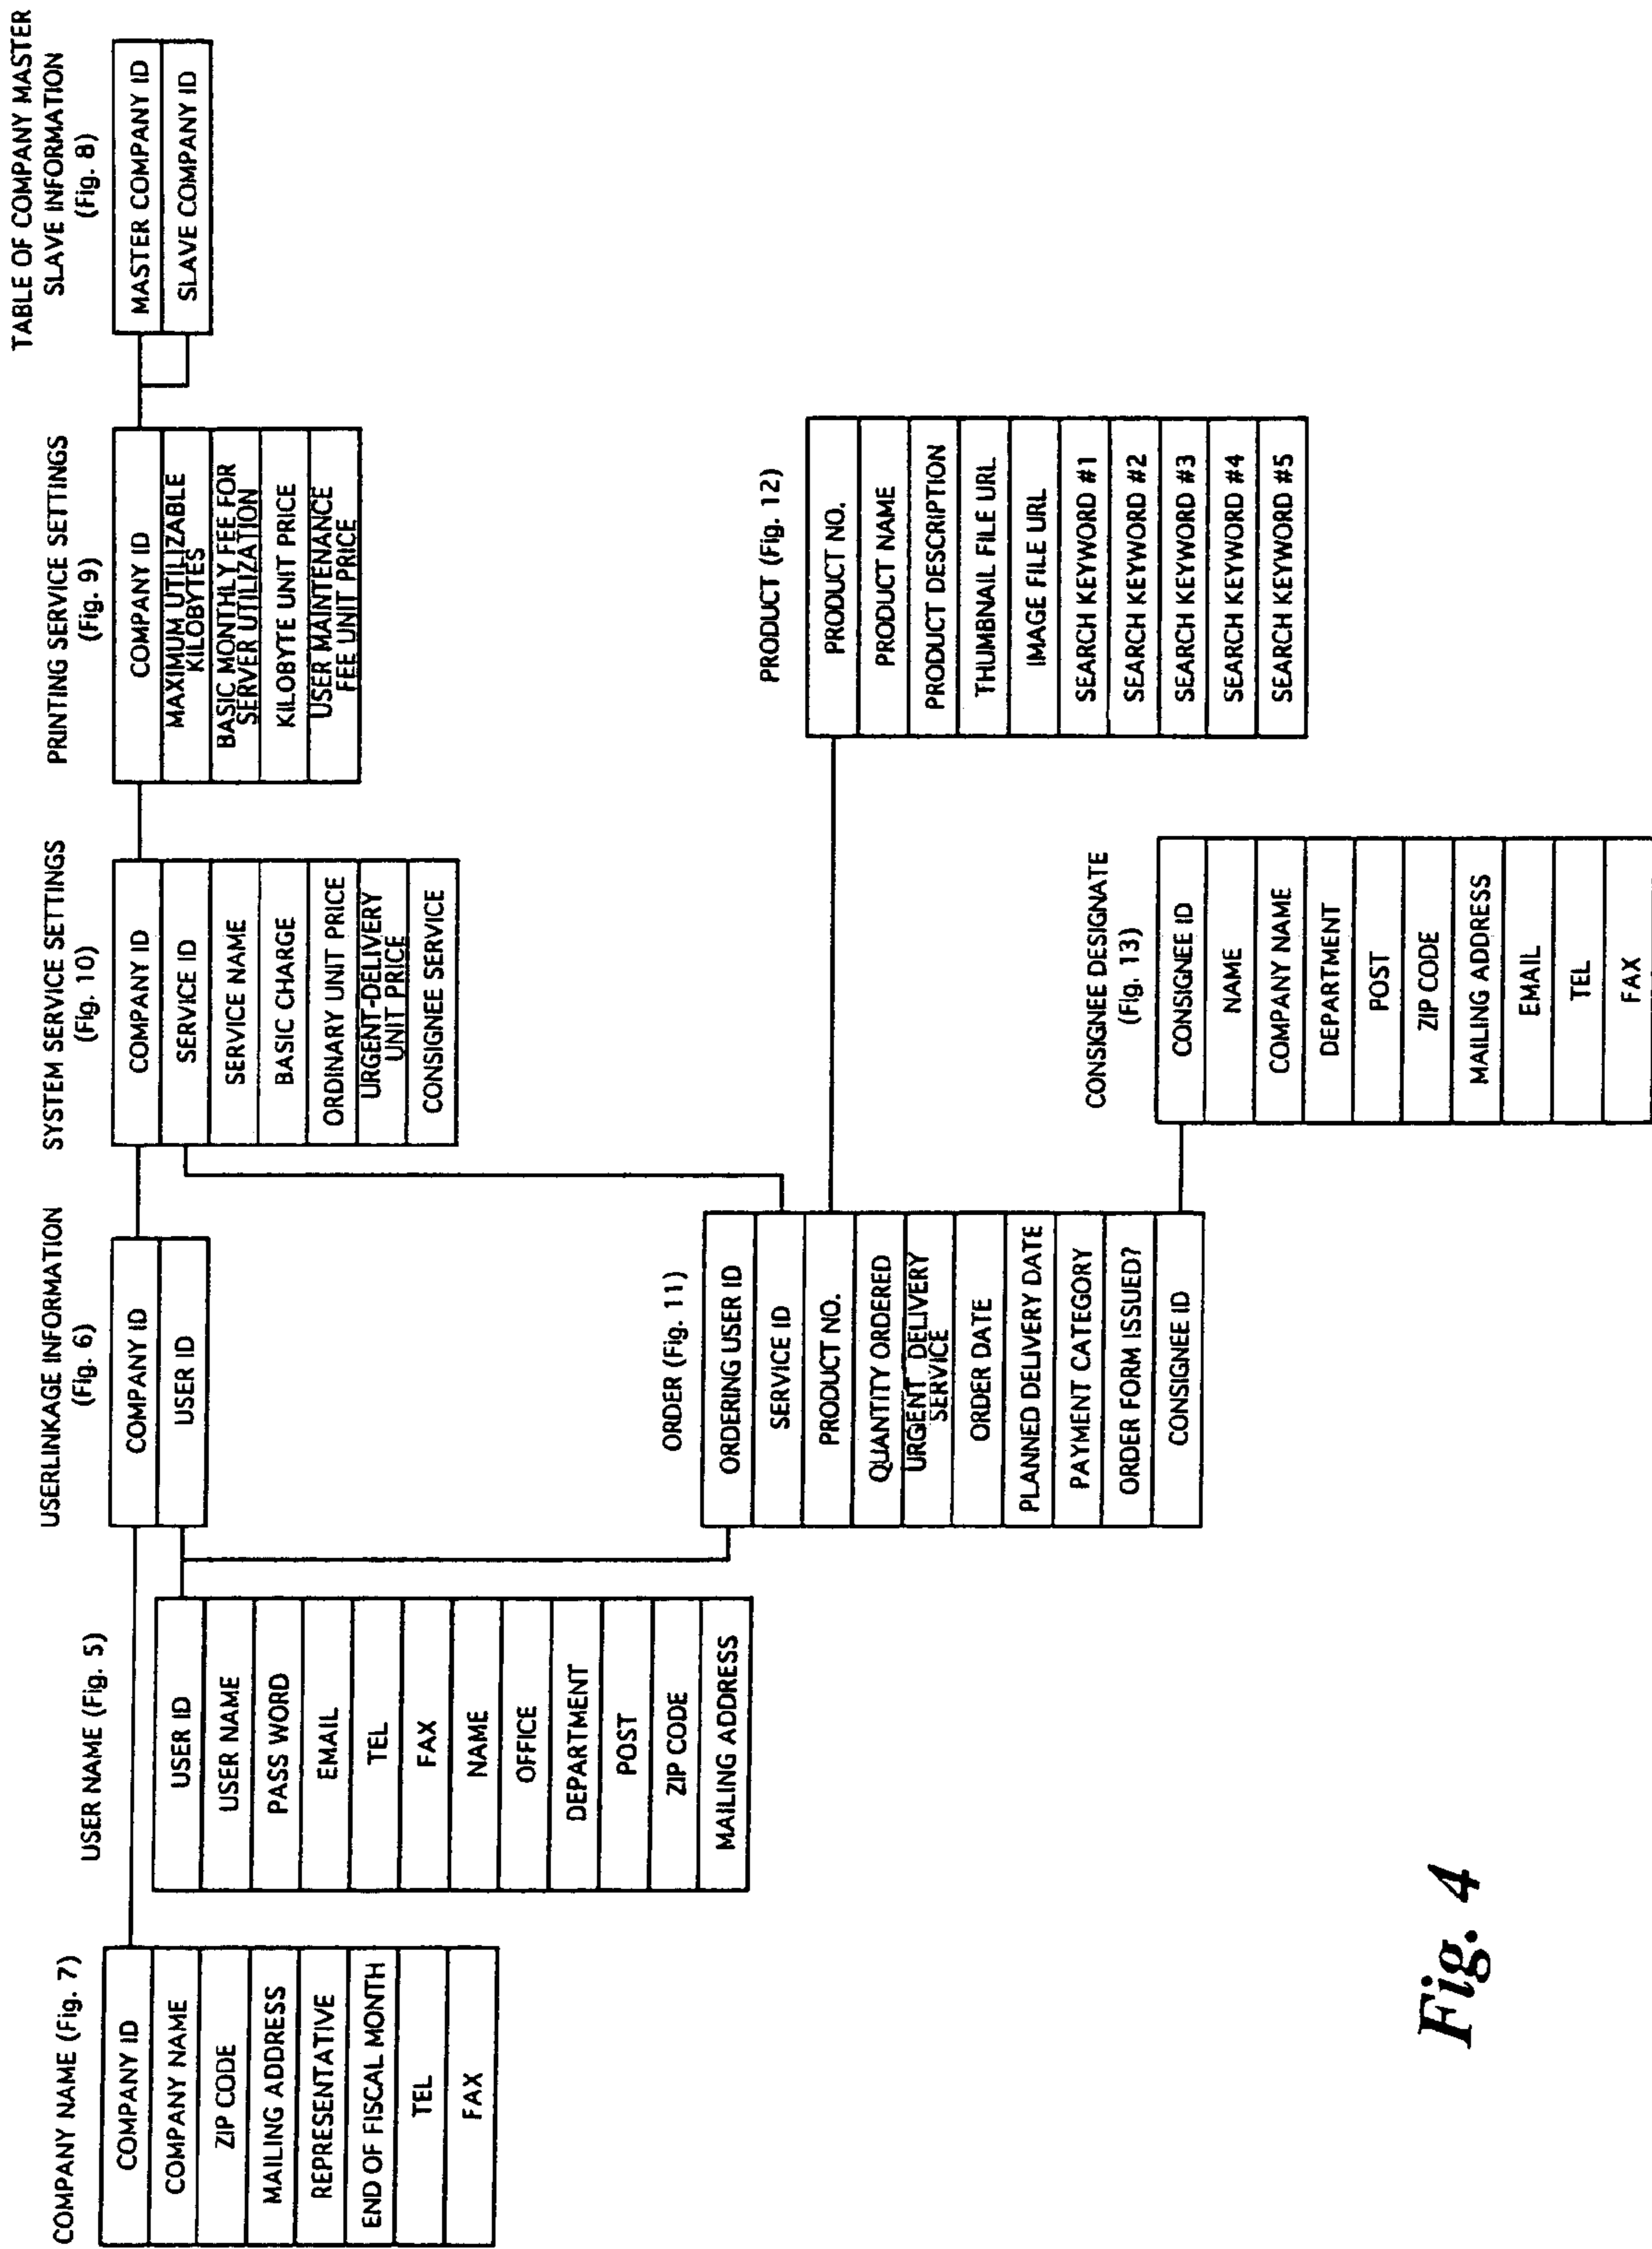 COMPANY NAME (Fig. 7)
COMPANY ID
COMPANY NAME
ZIP CODE
MAILING ADDRESS
REPRESENTATIVE
END OF FISCAL MONTH
TEL
FAX
USER NAME (Fig. 5)
USER ID
USER NAME
PASS WORD
EMAIL
TEL
FAX
NAME
OFFICE
DEPARTMENT
POST
ZIP CODE
MAILING ADDRESS
USERLINKAGE INFORMATION
(Fig. 6)
COMPANY ID
USER ID
SYSTEM SERVICE SETTINGS
(Fig. 10)
COMPANY ID
SERVICE ID
SERVICE NAME
BASIC CHARGE
ORDINARY UNIT PRICE
URGENT-DELIVERY
UNIT PRICE
CONSIGNEE SERVICE
PRINTING SERVICE SETTINGS
(Fig. 9)
COMPANY ID
MAXIMUM UTILIZABLE
KILOBYTES
BASIC MONTHLY FEE FOR
SERVER UTILIZATION
KILOBYTE UNIT PRICE
USER MAINTENANCE
FEE UNIT PRICE
TABLE OF COMPANY MASTER
SLAVE INFORMATION
(Fig. 8)
MASTER COMPANY ID
SLAVE COMPANY ID
ORDER (Fig. 11)
ORDERING USER ID
SERVICE ID
PRODUCT NO.
QUANTITY ORDERED
URGENT DELIVERY
SERVICE
ORDER DATE
PLANNED DELIVERY DATE
PAYMENT CATEGORY
ORDER FORM ISSUED?
CONSIGNEE ID
PRODUCT (Fig. 12)
PRODUCT NO.
PRODUCT NAME
PRODUCT DESCRIPTION
THUMBNAIL FILE URL
IMAGE FILE URL
SEARCH KEYWORD #1
SEARCH KEYWORD #2
SEARCH KEYWORD #3
SEARCH KEYWORD #4
SEARCH KEYWORD #5
CONSIGNEE DESIGNATE
(Fig. 13)
CONSIGNEE ID
NAME
COMPANY NAME
DEPARTMENT
POST
ZIP CODE
MAILING ADDRESS
EMAIL
TEL
FAX
Fig. 4